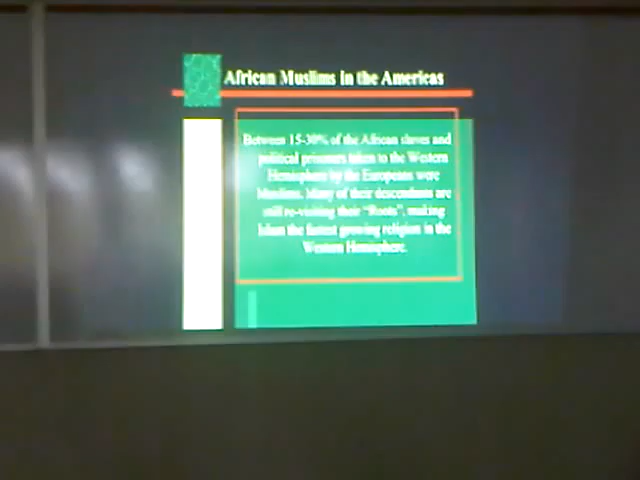 African Muslims in the Americas
Between 15-30% of the African slaves and
political prisoners taken to the Western
Hemisphere by the Europeans were
Muslims. Many of their descendants are
still re-visiting their "Roots", making
Islam the fastest growing religion in the
Western Hemisphere.